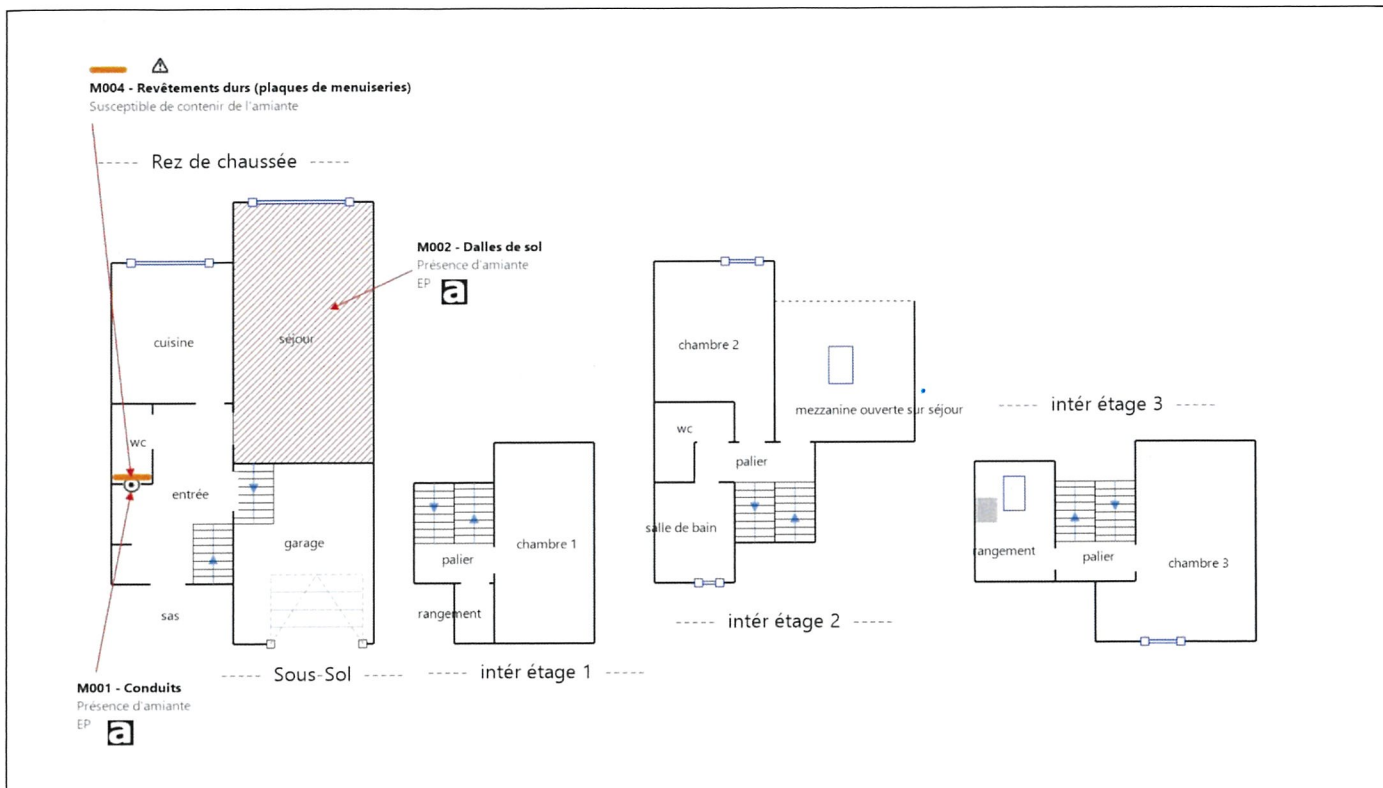 M004 - Revêtements durs (plaques de menuiseries)
Susceptible de contenir de l'amiante
Rez de chaussée
M002 - Dalles de sol
Présence d'amiante
EP a
cuisine
séjour
chambre 2
mezzanine ouverte sur séjour
intér étage 3
wc
wc
palier
entrée
garage
salle de bain
chambre 1
palier
rangement
palier
chambre 3
rangement
sas
intér étage 2
Sous-Sol
intér étage 1
M001 - Conduits
Présence d'amiante
EP a